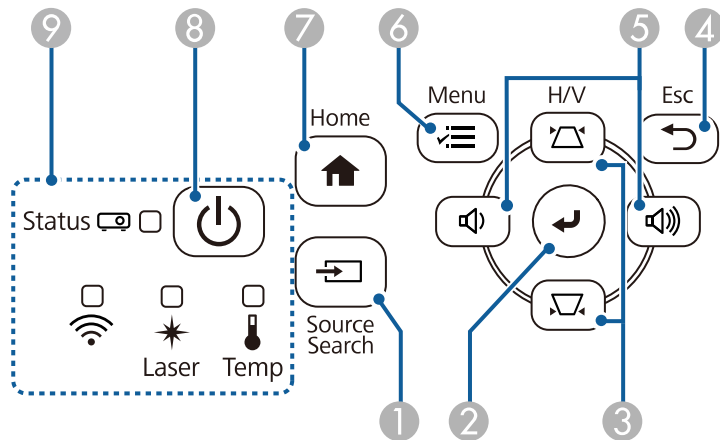 9
8
7
6
5
4
Home
Menu
H/V
Esc
Status
Source
Search
Laser
Temp
1
2
3